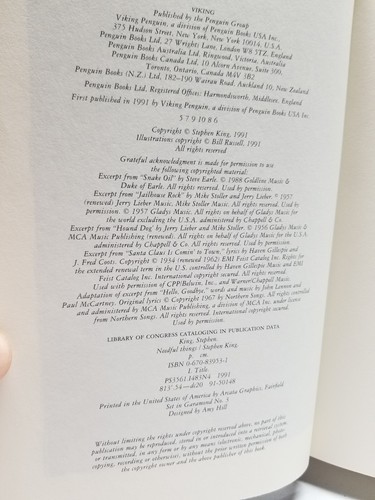 VIKING
Published by the Penguin Group
Viking Penguin, a division of Penguin Books USA Inc.,
375 Hudson Street, New York, New York 10014, U.S.A.
Penguin Books Ltd, 27 Wrights Lane, London W8 5TZ, England
Penguin Books Australia Ltd, Ringwood, Victoria, Australia
Penguin Books Canada Ltd, 10 Alcorn Avenue, Suite 300,
Toronto, Ontario, Canada M4V 3B2
Penguin Books (N.Z.) Ltd, 182–190 Wairau Road, Auckland 10, New Zealand
Penguin Books Ltd, Registered Offices: Harmondsworth, Middlesex, England
First published in 1991 by Viking Penguin, a division of Penguin Books USA Inc.
5 7 9 10 8 6
Copyright © Stephen King, 1991
Illustrations copyright © Bill Russell, 1991
All rights reserved
Grateful acknowledgment is made for permission to use
the following copyrighted material:
Excerpt from "Snake Oil" by Steve Earle. © 1988 Goldline Music &
Duke of Earle. All rights reserved. Used by permission.
Excerpt from "Jailhouse Rock" by Mike Stoller and Jerry Lieber. © 1957
(renewed) Jerry Lieber Music, Mike Stoller Music. All rights reserved. Used by
permission. © 1957 Gladys Music. All rights on behalf of Gladys Music for
the world excluding the U.S.A. administered by Chappell & Co.
Excerpt from "Hound Dog" by Jerry Lieber and Mike Stoller. © 1956 Gladys Music &
MCA Music Publishing (renewed). All rights on behalf of Gladys Music for the U.S.A.
administered by Chappell & Co. All rights reserved. Used by permission.
Excerpt from "Santa Claus Is Comin' to Town," lyrics by Haven Gillespie and
J. Fred Coots. Copyright © 1934 (renewed 1962) EMI Feist Catalog Inc. Rights for
the extended renewal term in the U.S. controlled by Haven Gillespie Music and EMI
Feist Catalog Inc. International copyright secured. All rights reserved.
Used with permission of CPP/Belwin, Inc., and Warner/Chappell Music.
Adaptation of excerpt from "Hello, Goodbye," words and music by John Lennon and
Paul McCartney. Original lyrics © Copyright 1967 by Northern Songs. All rights controlled
and administered by MCA Music Publishing, a division of MCA Inc. under licence
from Northern Songs. International copyright secured. All rights reserved.
Used by permission.
LIBRARY OF CONGRESS CATALOGING IN PUBLICATION DATA
King, Stephen.
Needful things / Stephen King.
p. cm.
ISBN 0-670-83953-1
I. Title.
PS3561.I483N4 1991
813'.54—dc20 91-50148
Printed in the United States of America by Arcata Graphics, Fairfield
Set in Garamond No. 3
Designed by Amy Hill
Without limiting the rights under copyright reserved above, no part of this
publication may be reproduced, stored in or introduced into a retrieval system,
or transmitted, in any form or by any means (electronic, mechanical, photo-
copying, recording or otherwise), without the prior written permission of both
the copyright owner and the above publisher of this book.